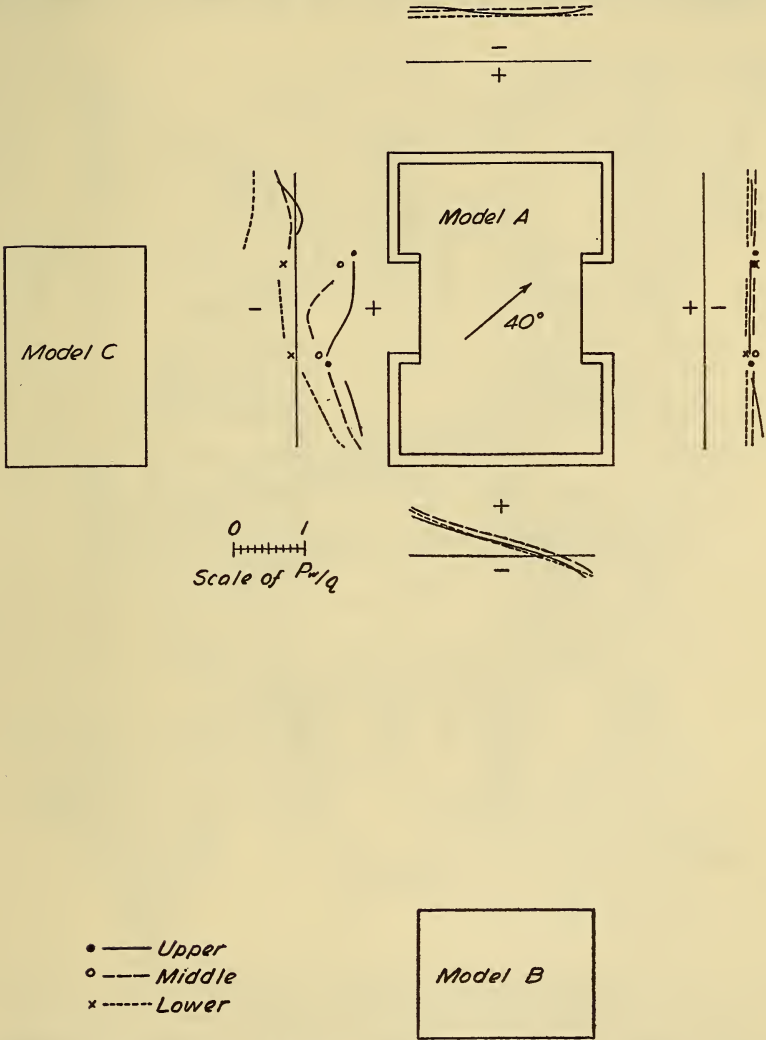 −
+
Model A
40°
− +
+ −
Model C
+
−
0 1
Scale of Pw/q
Upper
Middle
Lower
Model B